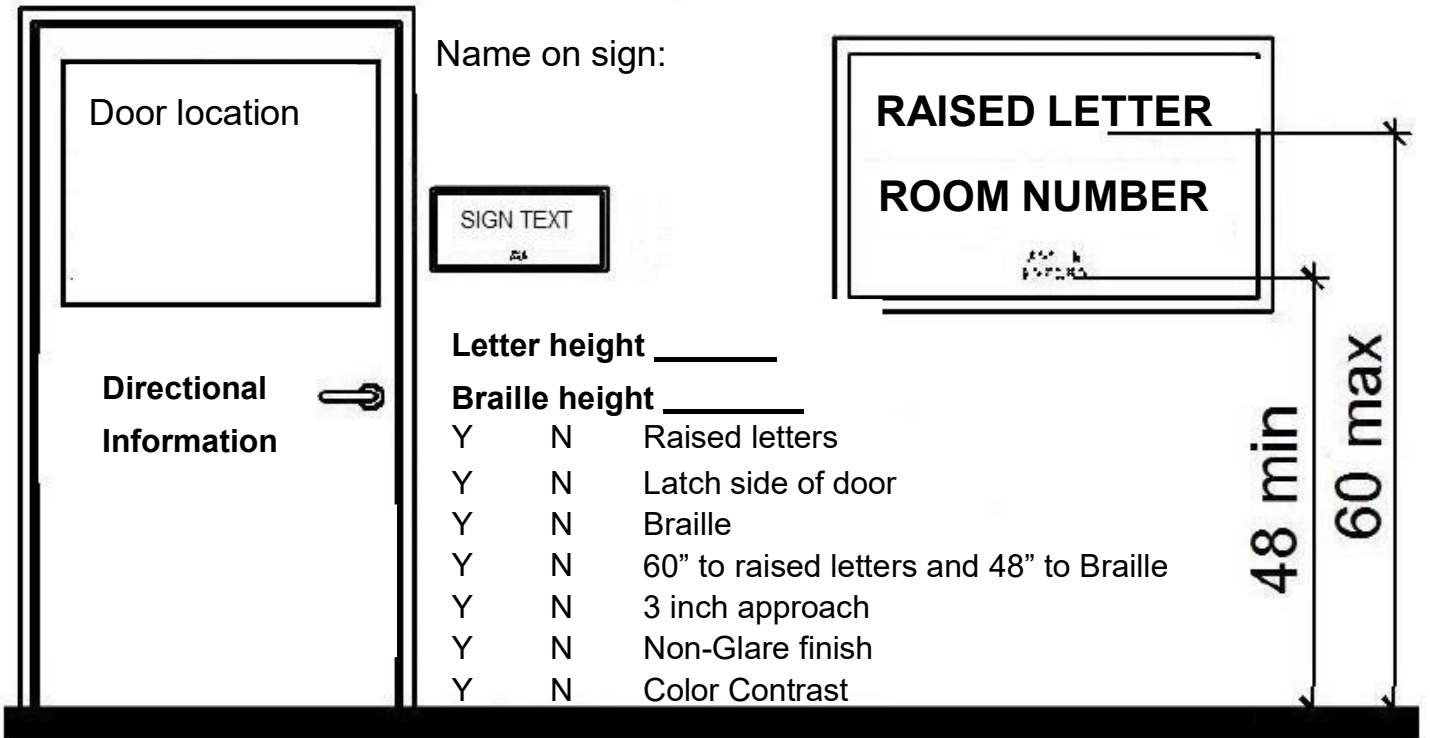 Name on sign:
Door location
RAISED LETTER
ROOM NUMBER
SIGN TEXT
Directional
Information
Letter height ______
Braille height _______
Y N Raised letters
Y N Latch side of door
Y N Braille
Y N 60” to raised letters and 48” to Braille
Y N 3 inch approach
Y N Non-Glare finish
Y N Color Contrast
48 min
60 max